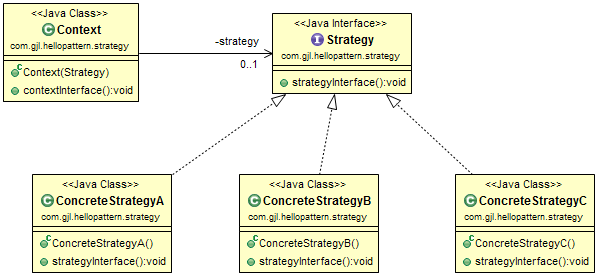 <<Java Class>>
Context
com.gjl.hellopattern.strategy
Context(Strategy)
contextInterface():void
-strategy
0..1
<<Java Interface>>
Strategy
com.gjl.hellopattern.strategy
strategyInterface():void
<<Java Class>>
ConcreteStrategyA
com.gjl.hellopattern.strategy
ConcreteStrategyA()
strategyInterface():void
<<Java Class>>
ConcreteStrategyB
com.gjl.hellopattern.strategy
ConcreteStrategyB()
strategyInterface():void
<<Java Class>>
ConcreteStrategyC
com.gjl.hellopattern.strategy
ConcreteStrategyC()
strategyInterface():void